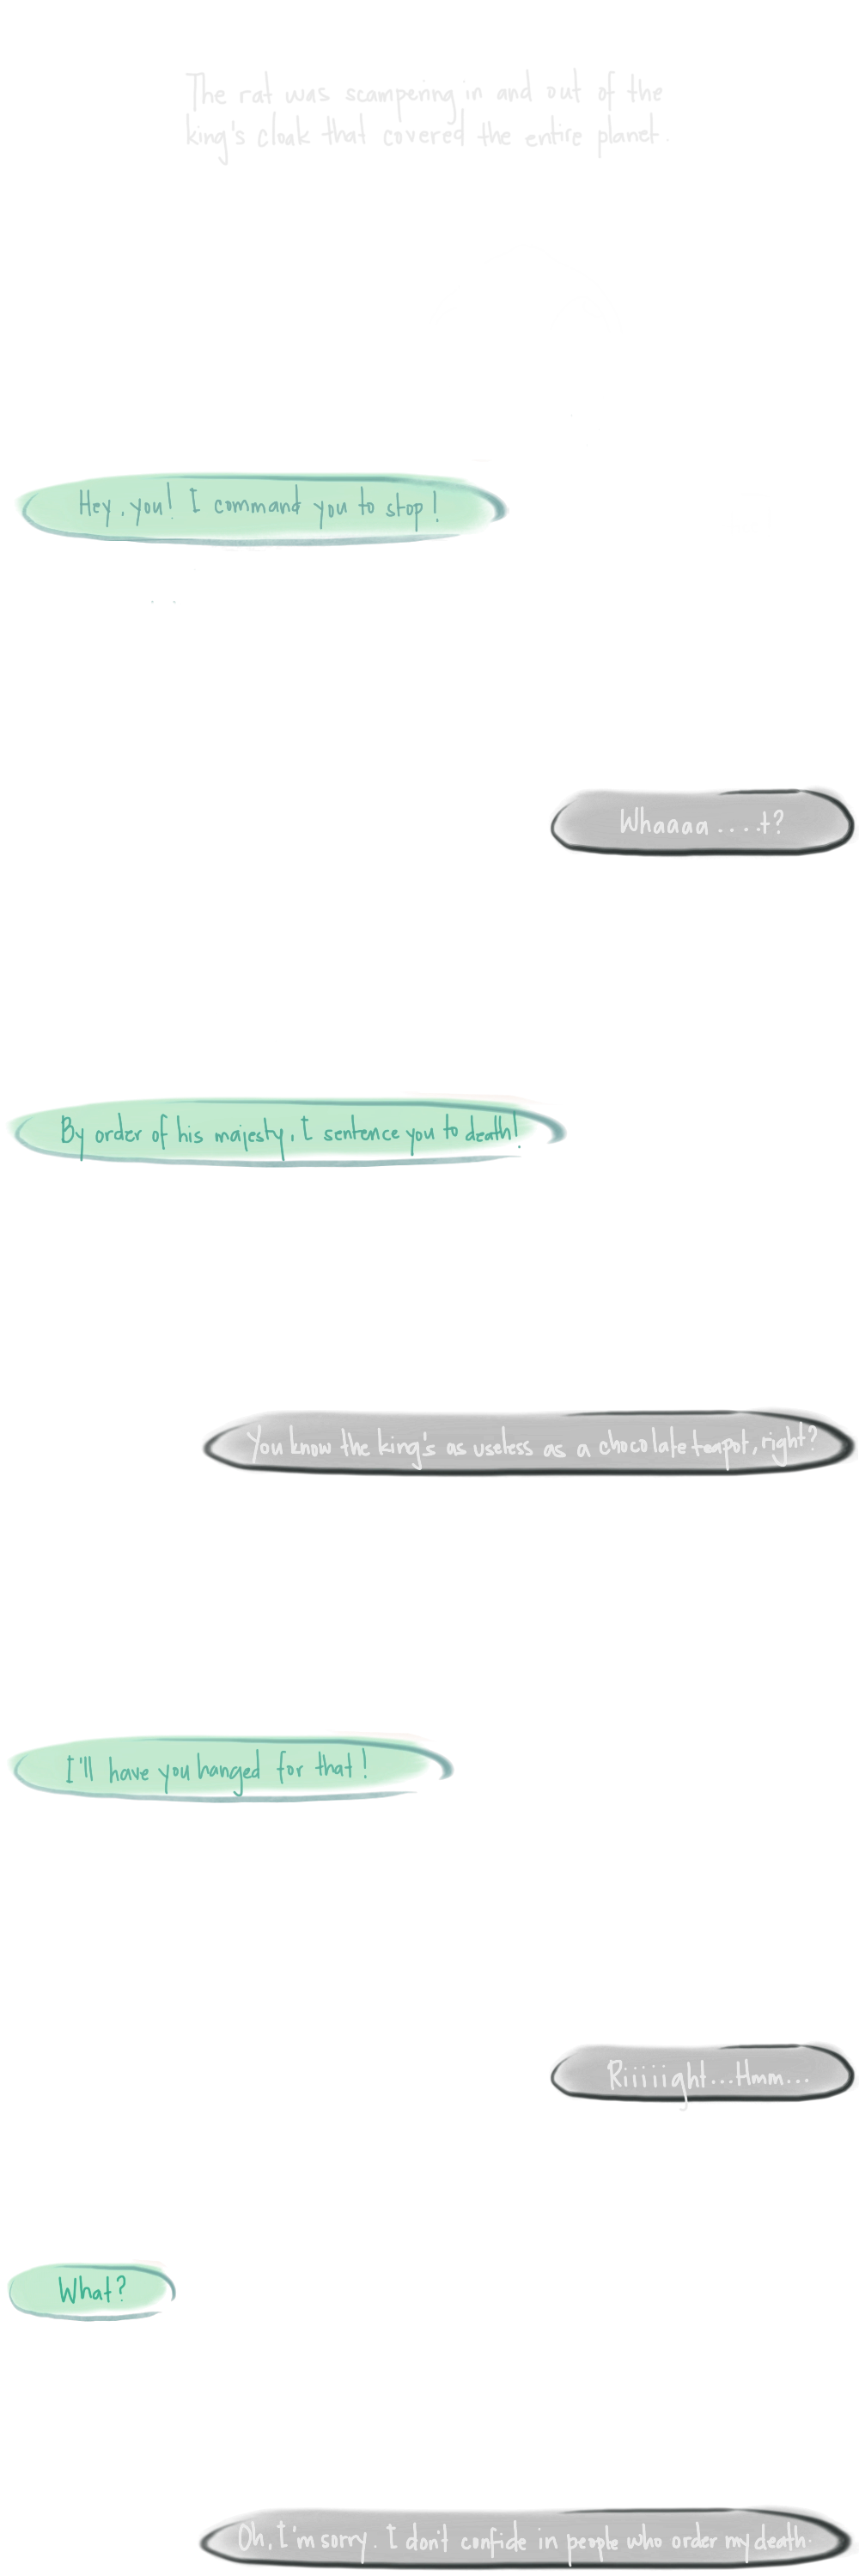 The rat was scampering in and out of the
king's cloak that covered the entire planet.
Hey, you! I command you to stop!
Whaaaa....t?
By order of his majesty, I sentence you to death!
You know the king's as useless as a chocolate teapot, right?
I'll have you hanged for that!
Riiiiight...Hmm...
What?
Oh, I'm sorry. I don't confide in people who order my death.